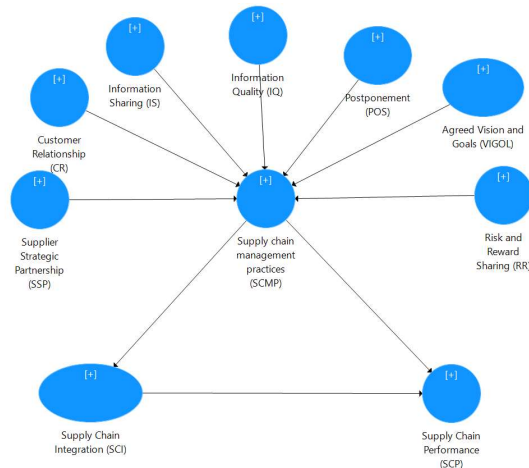 [+]
Information
Quality (IQ)
[+]
Information
Sharing (IS)
[+]
Postponement
(POS)
[+]
Agreed Vision and
Goals (VIGOL)
[+]
Customer
Relationship
(CR)
[+]
Supplier
Strategic
Partnership
(SSP)
[+]
Supply chain
management
practices
(SCMP)
[+]
Risk and
Reward
Sharing (RR)
[+]
Supply Chain
Integration (SCI)
[+]
Supply Chain
Performance
(SCP)